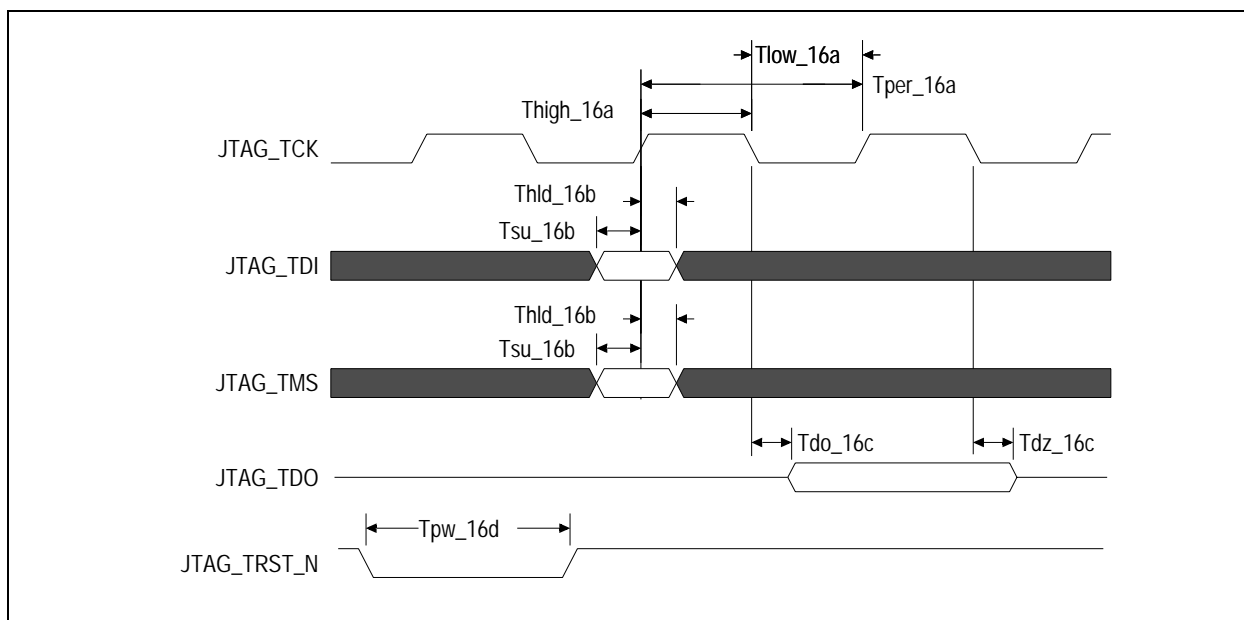 Tlow_16a
Tper_16a
Thigh_16a
JTAG_TCK
Thld_16b
Tsu_16b
JTAG_TDI
Thld_16b
Tsu_16b
JTAG_TMS
Tdo_16c
Tdz_16c
JTAG_TDO
Tpw_16d
JTAG_TRST_N